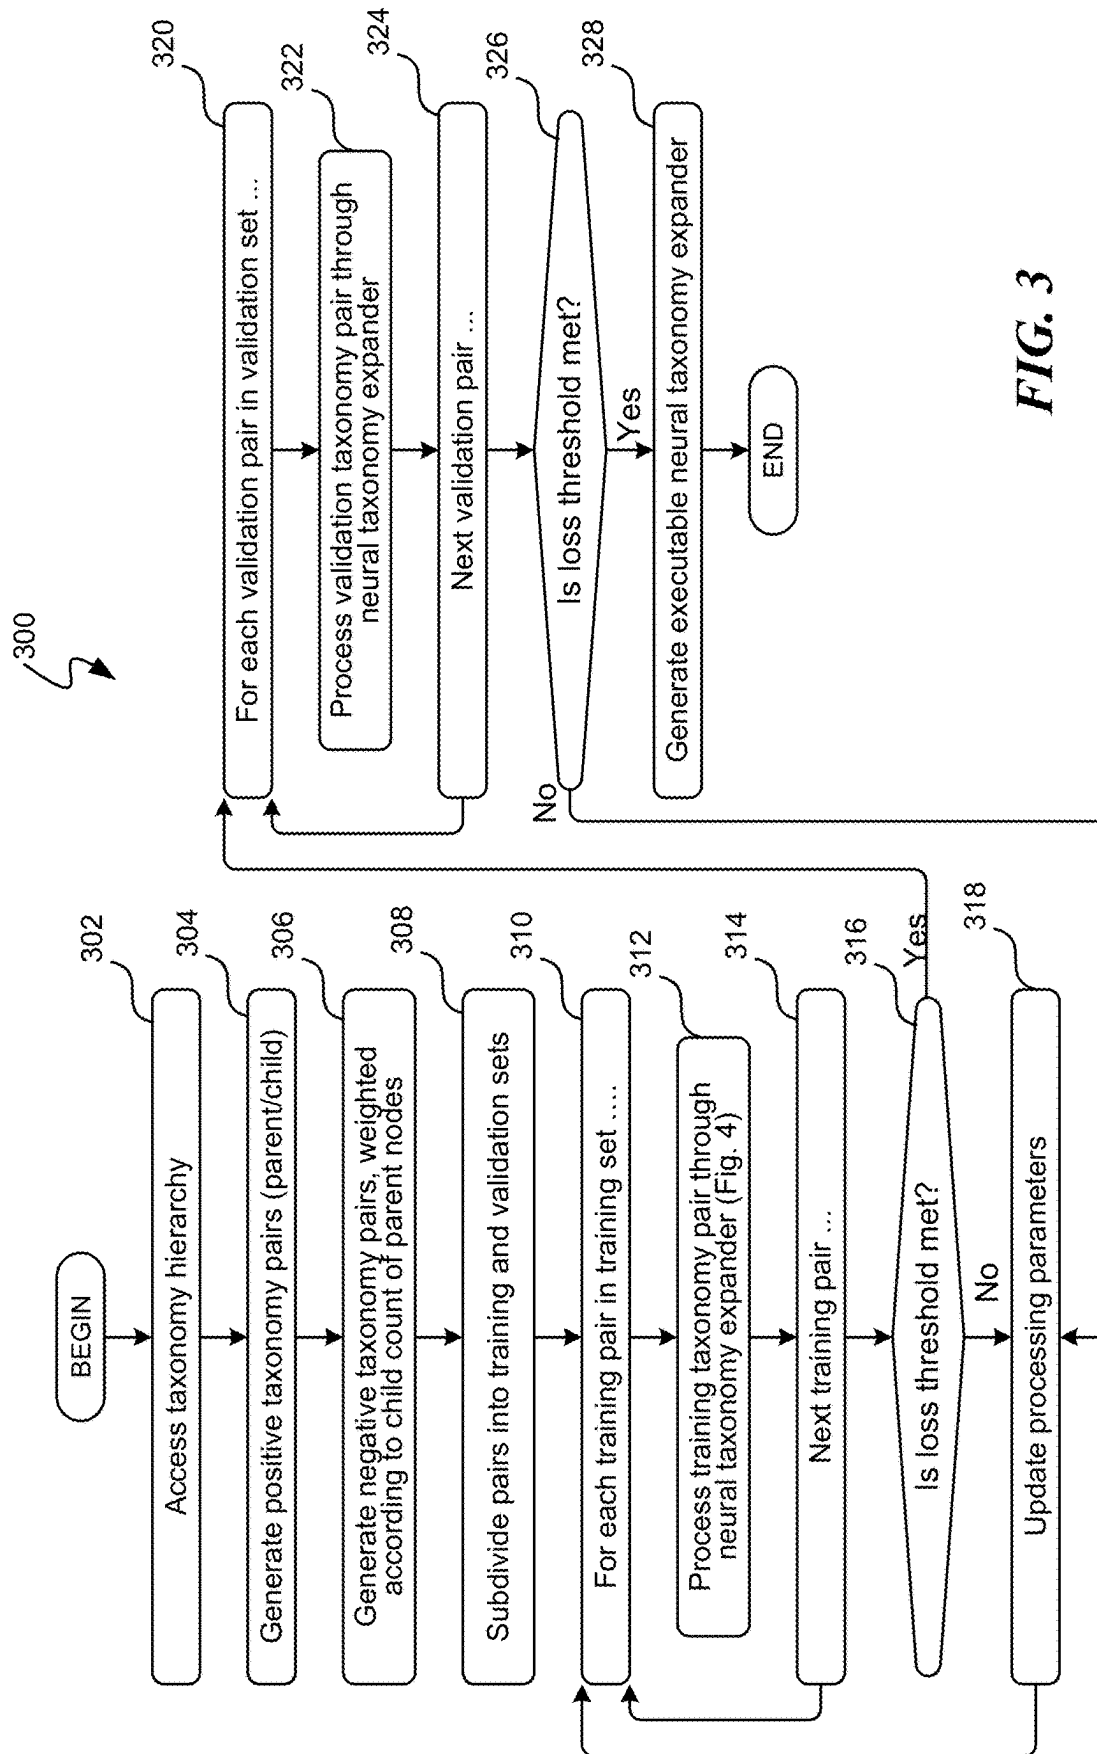 300
BEGIN
302
Access taxonomy hierarchy
304
Generate positive taxonomy pairs (parent/child)
306
Generate negative taxonomy pairs, weighted
according to child count of parent nodes
308
Subdivide pairs into training and validation sets
310
For each training pair in training set .....
312
Process training taxonomy pair through
neural taxonomy expander (Fig. 4)
314
Next training pair ...
316
Is loss threshold met?
Yes
No
318
Update processing parameters
320
For each validation pair in validation set ...
322
Process validation taxonomy pair through
neural taxonomy expander
324
Next validation pair ...
326
Is loss threshold met?
No
Yes
328
Generate executable neural taxonomy expander
END
FIG. 3